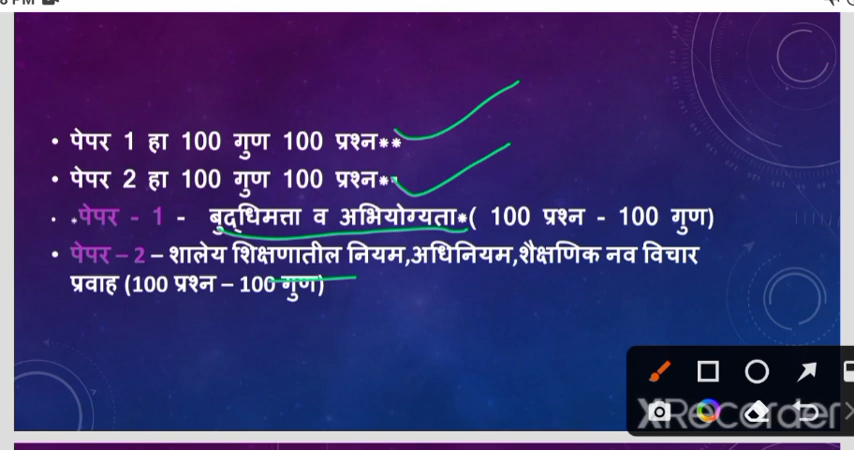 PM
• पेपर 1 हा 100 गुण 100 प्रश्न**
• पेपर 2 हा 100 गुण 100 प्रश्न*
• *पेपर - 1 - बुद्धिमत्ता व अभियोग्यता*( 100 प्रश्न - 100 गुण)
• पेपर – 2 – शालेय शिक्षणातील नियम,अधिनियम,शैक्षणिक नव विचार
प्रवाह (100 प्रश्न – 100 गुण)
XRecorder